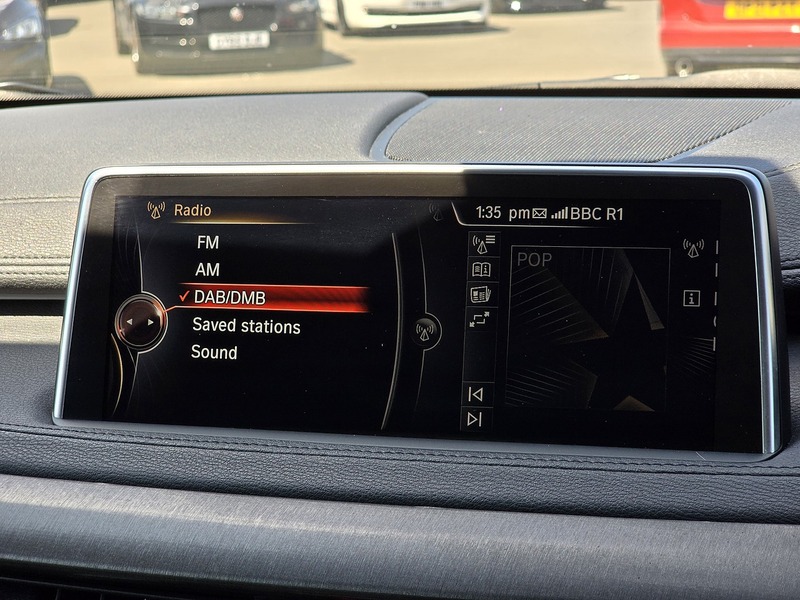 Radio
1:35 pm BBC R1
FM
AM
DAB/DMB
Saved stations
Sound
POP